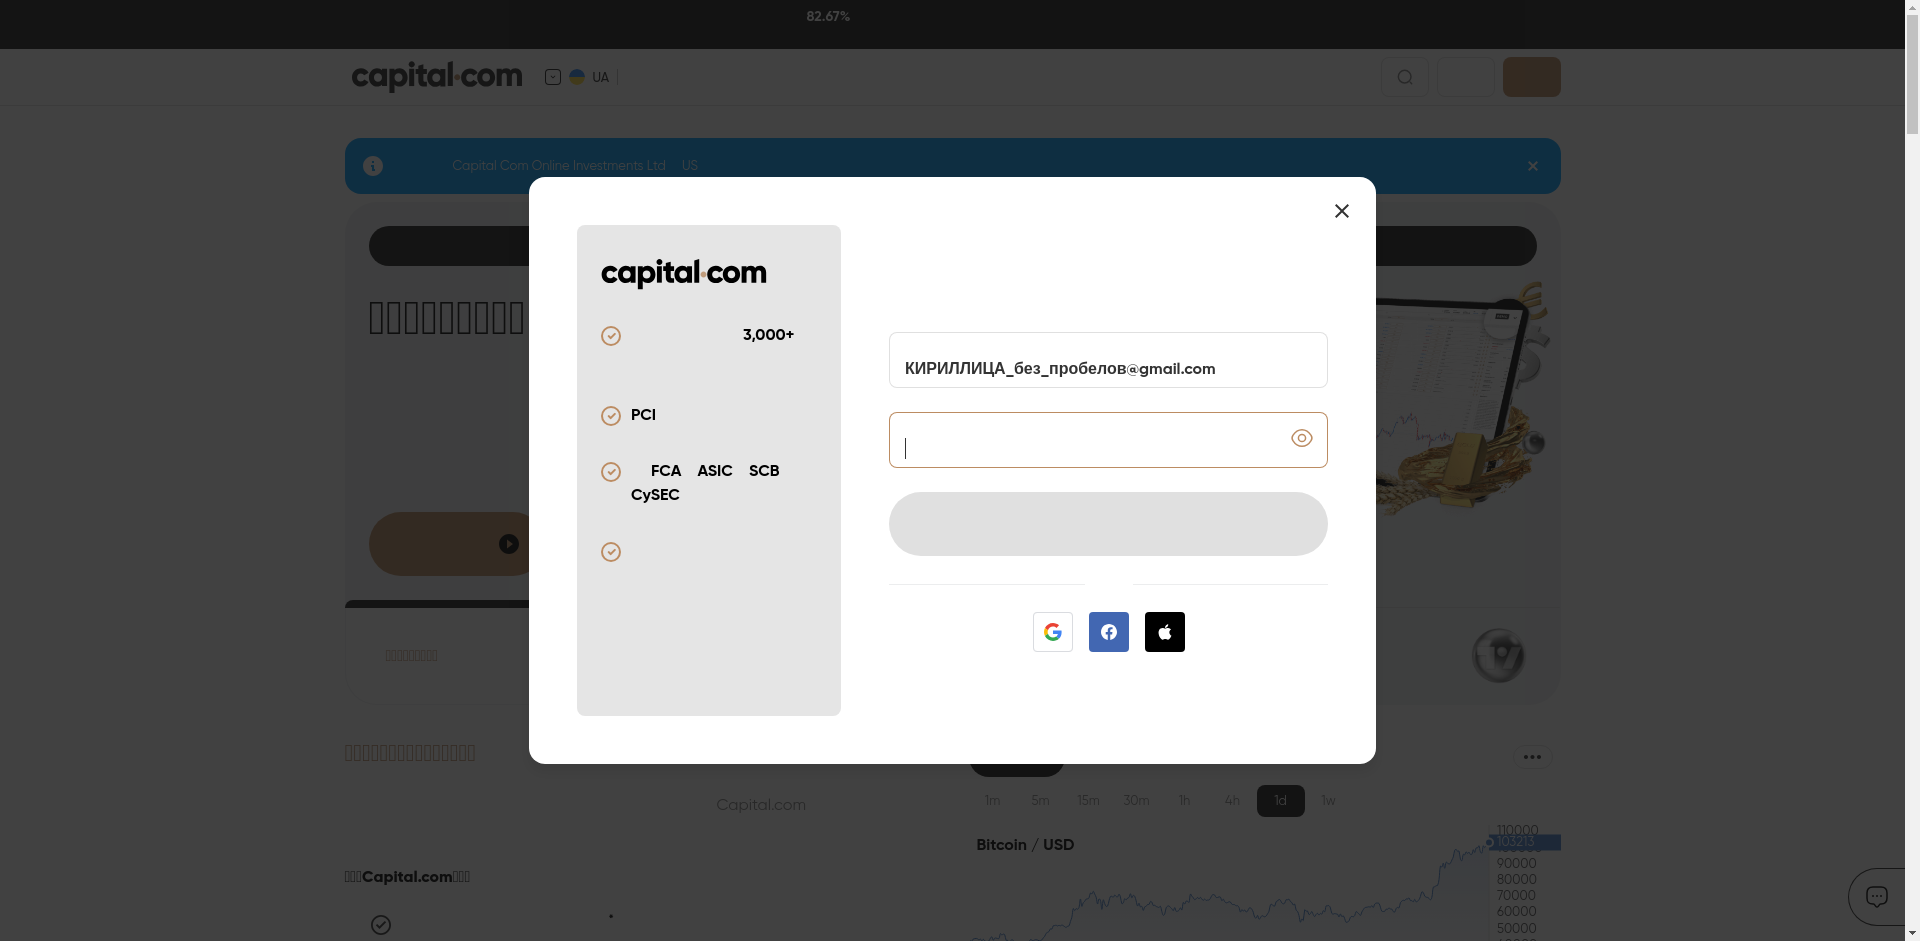 82.67%
capital.com
UA
Capital Com Online Investments Ltd US
capital.com
3,000+
PCI
FCA ASIC SCB
CySEC
КИРИЛЛИЦА_без_пробелов@gmail.com
Capital.com
1m 5m 15m 30m 1h 4h 1d 1w
Bitcoin / USD
110000
103213
90000
80000
70000
60000
50000
Capital.com